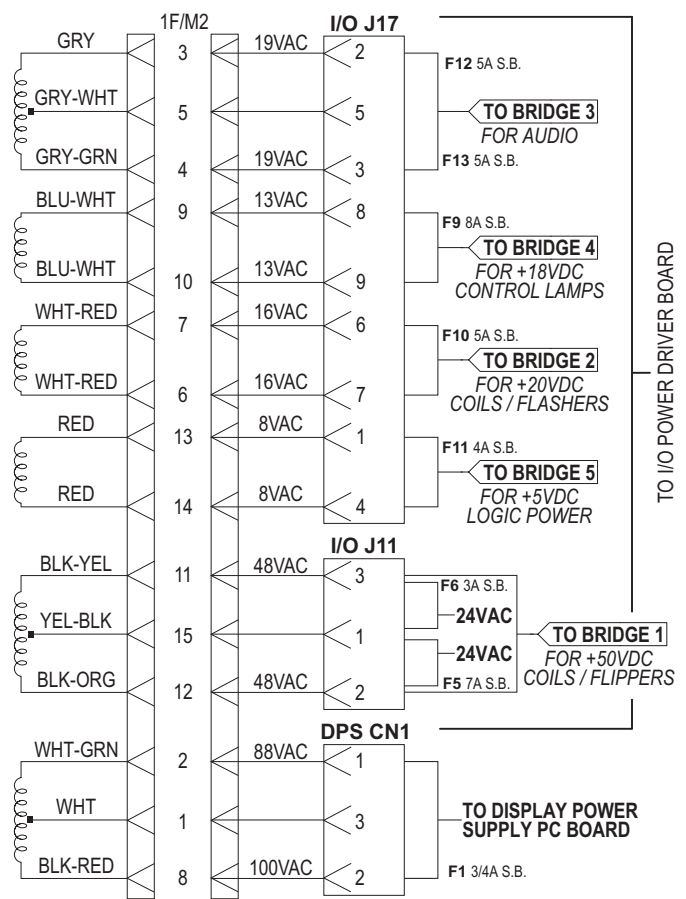 1F/M2
I/O J17
GRY 3 19VAC 2
F12 5A S.B.
GRY-WHT 5 5
TO BRIDGE 3
FOR AUDIO
GRY-GRN 4 19VAC 3
F13 5A S.B.
BLU-WHT 9 13VAC 8
F9 8A S.B.
TO BRIDGE 4
FOR +18VDC
CONTROL LAMPS
BLU-WHT 10 13VAC 9
WHT-RED 7 16VAC 6
F10 5A S.B.
TO BRIDGE 2
FOR +20VDC
COILS / FLASHERS
WHT-RED 6 16VAC 7
RED 13 8VAC 1
F11 4A S.B.
TO BRIDGE 5
FOR +5VDC
LOGIC POWER
RED 14 8VAC 4
TO I/O POWER DRIVER BOARD
I/O J11
BLK-YEL 11 48VAC 3
F6 3A S.B.
24VAC
YEL-BLK 15 1
TO BRIDGE 1
FOR +50VDC
COILS / FLIPPERS
24VAC
BLK-ORG 12 48VAC 2
F5 7A S.B.
DPS CN1
WHT-GRN 2 88VAC 1
WHT 1 3
TO DISPLAY POWER
SUPPLY PC BOARD
BLK-RED 8 100VAC 2
F1 3/4A S.B.